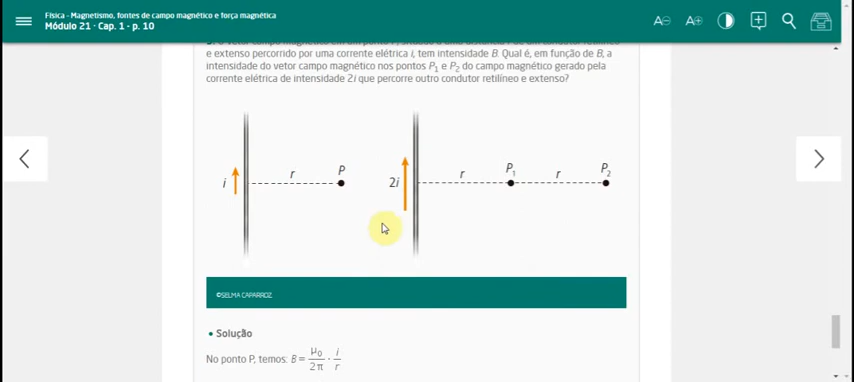 Física - Magnetismo, fontes de campo magnético e força magnética
Módulo 21 · Cap. 1 - p. 10
A- A+
e extenso percorrido por uma corrente elétrica i, tem intensidade B. Qual é, em função de B, a
intensidade do vetor campo magnético nos pontos P1 e P2 do campo magnético gerado pela
corrente elétrica de intensidade 2i que percorre outro condutor retilíneo e extenso?
i r P 2i r P1 r P2
©SELMA CAPARROZ
• Solução
No ponto P, temos: B = μ0/2π · i/r